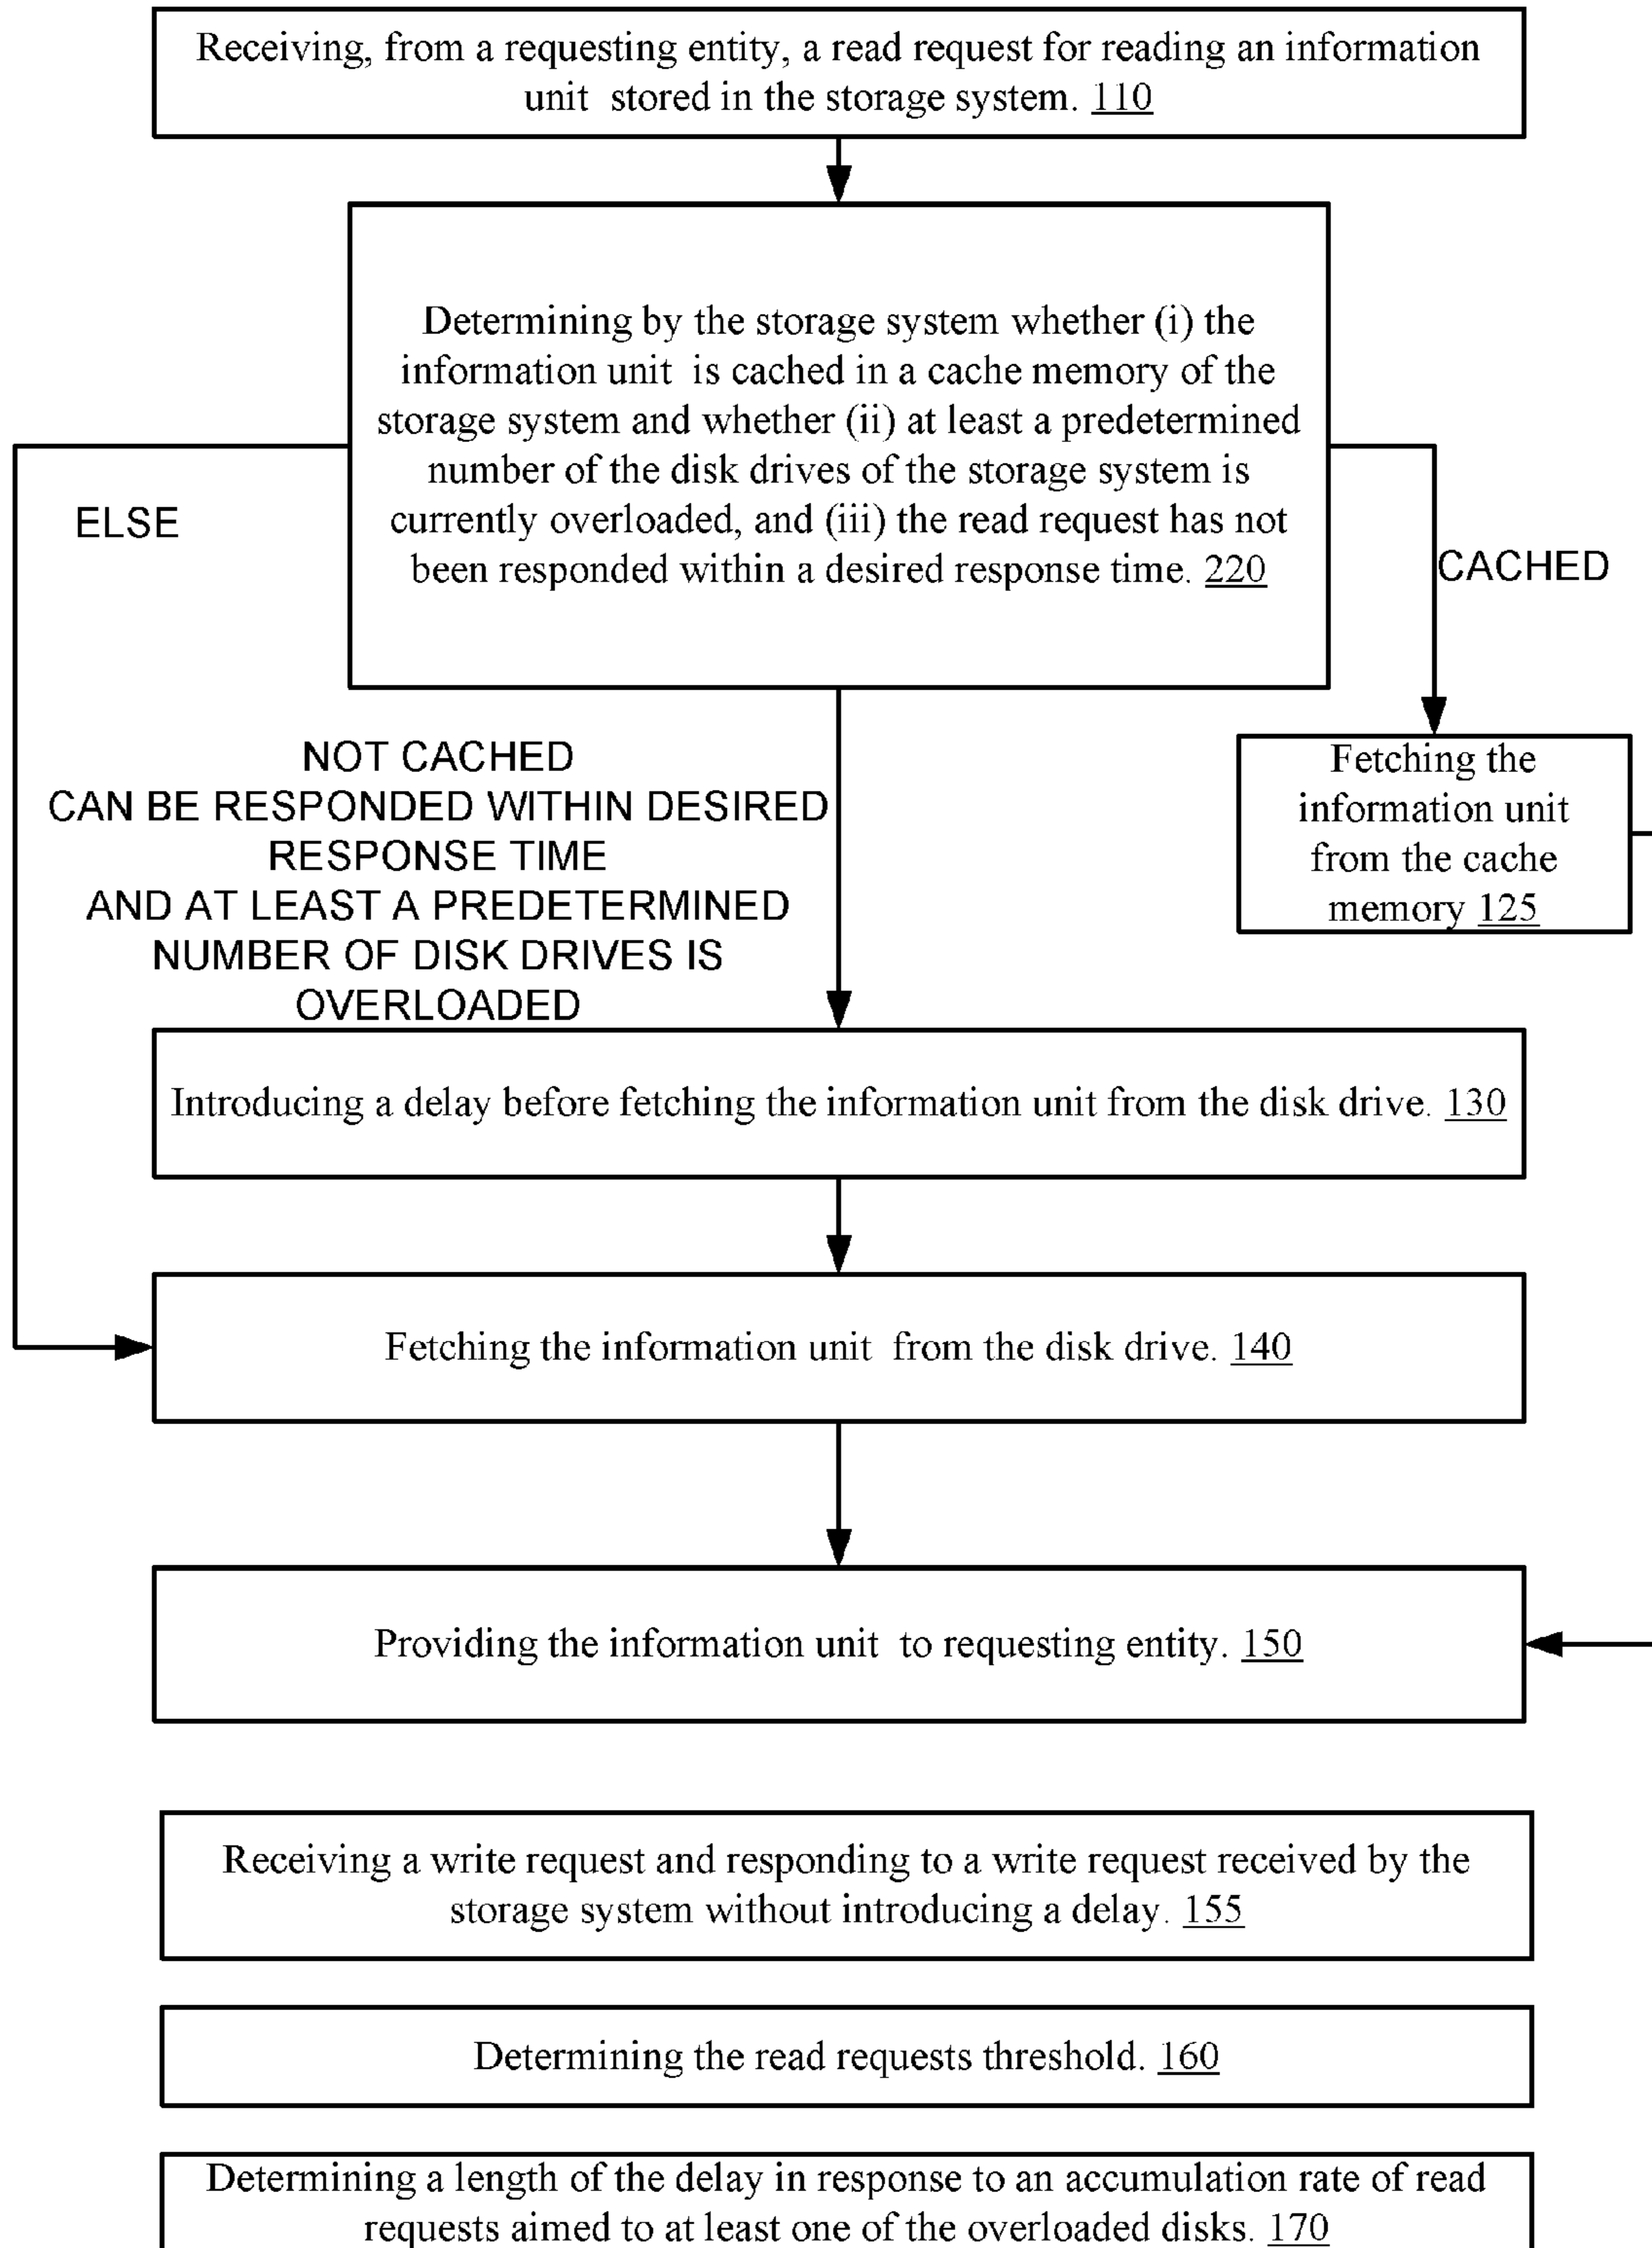 Receiving, from a requesting entity, a read request for reading an information
unit stored in the storage system. 110
Determining by the storage system whether (i) the
information unit is cached in a cache memory of the
storage system and whether (ii) at least a predetermined
number of the disk drives of the storage system is
currently overloaded, and (iii) the read request has not
been responded within a desired response time. 220
ELSE
CACHED
NOT CACHED
CAN BE RESPONDED WITHIN DESIRED
RESPONSE TIME
AND AT LEAST A PREDETERMINED
NUMBER OF DISK DRIVES IS
OVERLOADED
Fetching the
information unit
from the cache
memory 125
Introducing a delay before fetching the information unit from the disk drive. 130
Fetching the information unit from the disk drive. 140
Providing the information unit to requesting entity. 150
Receiving a write request and responding to a write request received by the
storage system without introducing a delay. 155
Determining the read requests threshold. 160
Determining a length of the delay in response to an accumulation rate of read
requests aimed to at least one of the overloaded disks. 170